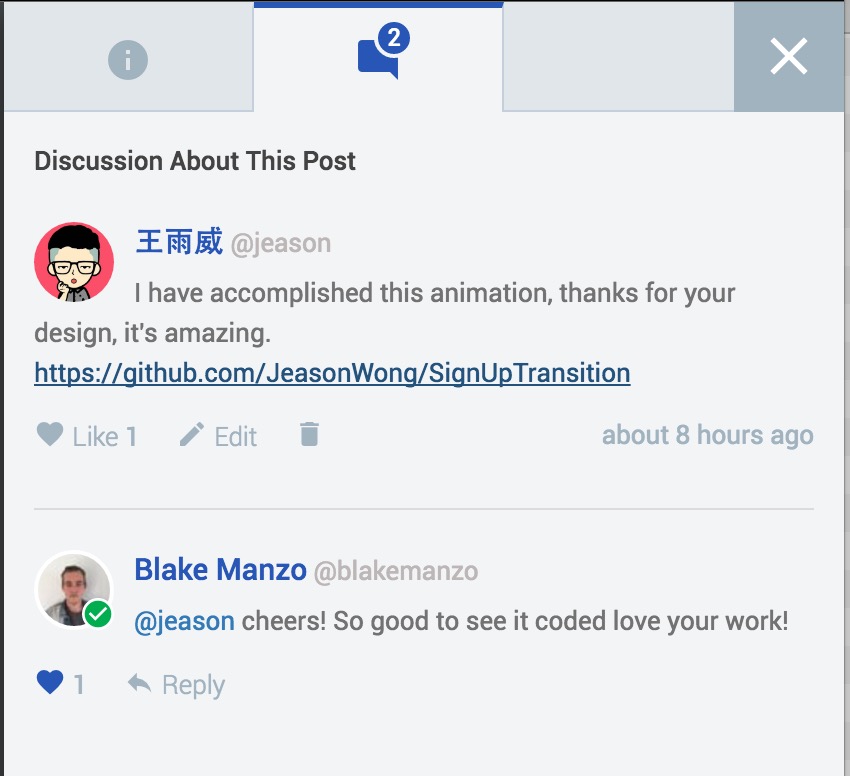 2
Discussion About This Post
王雨威 @jeason
I have accomplished this animation, thanks for your
design, it's amazing.
https://github.com/JeasonWong/SignUpTransition
Like 1 Edit about 8 hours ago
Blake Manzo @blakemanzo
@jeason cheers! So good to see it coded love your work!
1 Reply